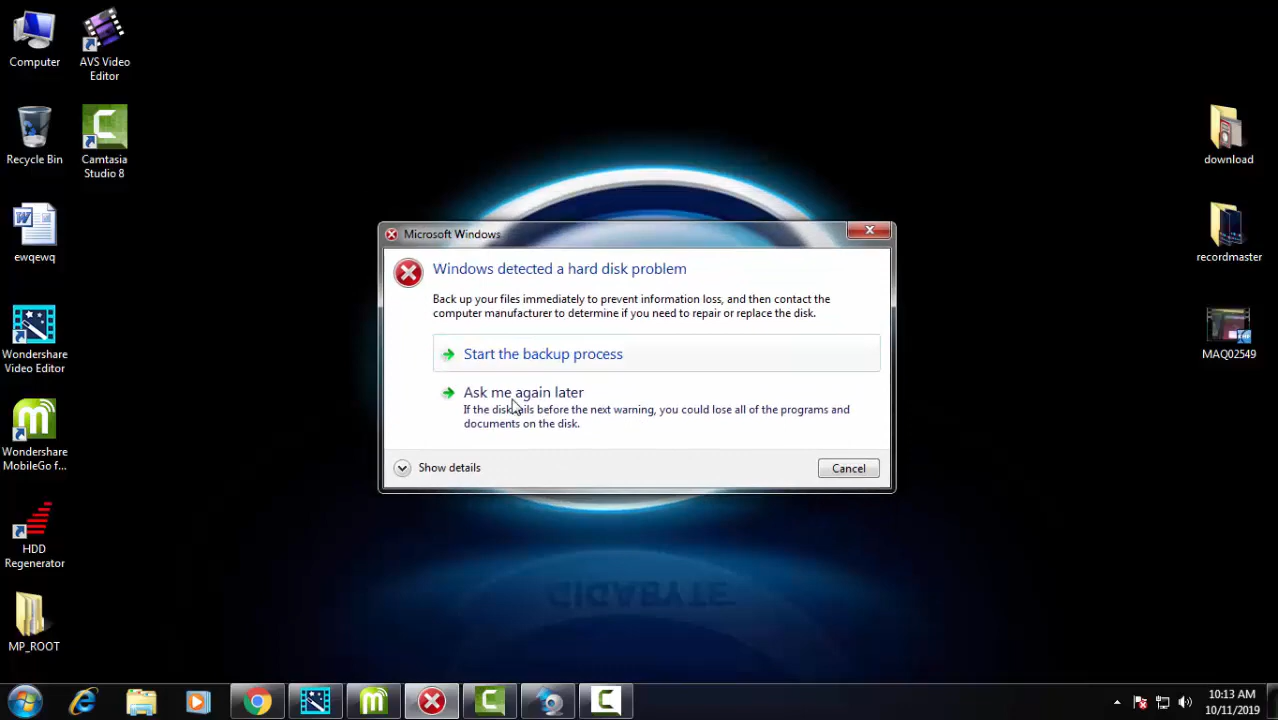 Computer
AVS Video
Editor
Recycle Bin
Camtasia
Studio 8
ewqewq
Wondershare
Video Editor
Wondershare
MobileGo f...
HDD
Regenerator
MP_ROOT
download
recordmaster
MAQ02549
Microsoft Windows
Windows detected a hard disk problem
Back up your files immediately to prevent information loss, and then contact the
computer manufacturer to determine if you need to repair or replace the disk.
Start the backup process
Ask me again later
If the disk fails before the next warning, you could lose all of the programs and
documents on the disk.
Show details
Cancel
GIGABYTE
10:13 AM
10/11/2019